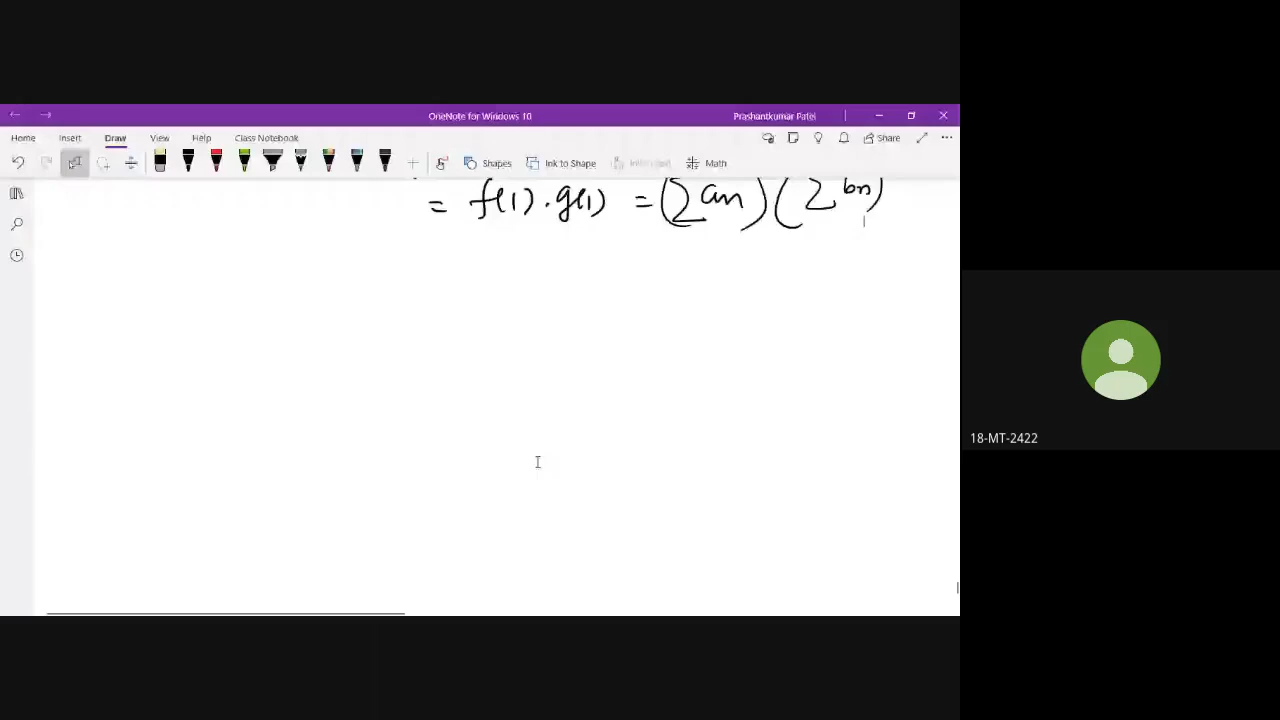 OneNote for Windows 10
Prashantkumar Patel
Home Insert Draw View Help Class Notebook Share
Shapes Ink to Shape Math
= f(1) . g(1) = (∑ an) (∑ bn)
18-MT-2422